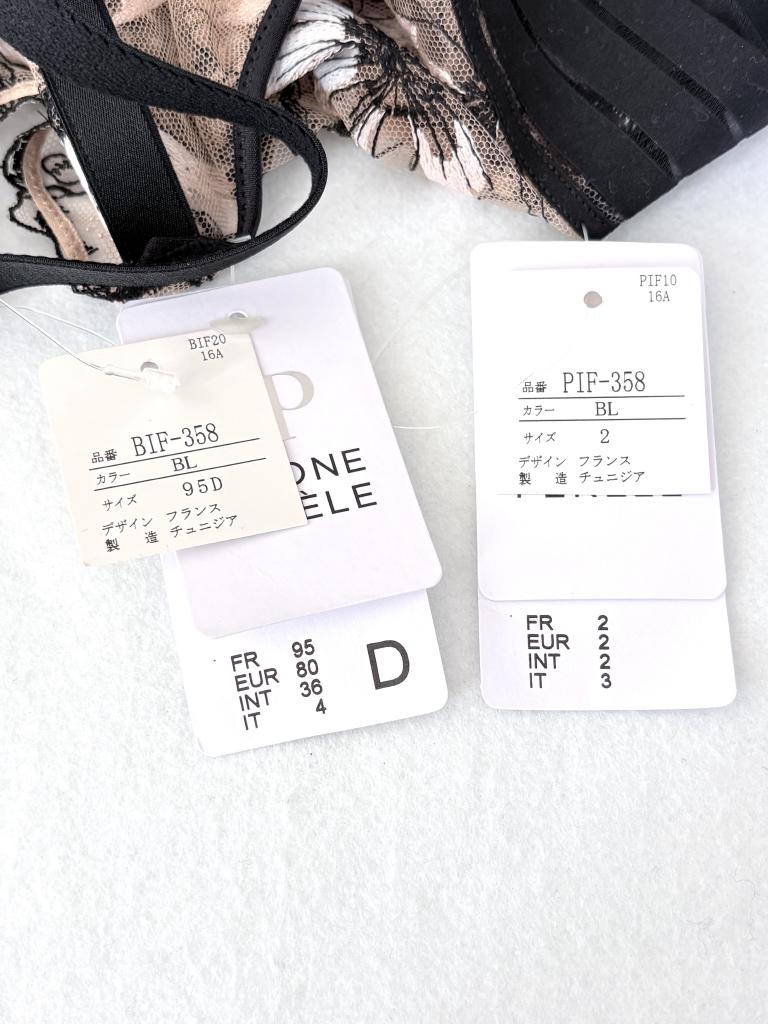 BIF20
16A
品番 BIF-358
カラー BL
サイズ 95D
デザイン フランス
製造 チュニジア
P
ONE
ÈLE
FR 95
EUR 80
INT 36
IT 4
D
PIF10
16A
品番 PIF-358
カラー BL
サイズ 2
デザイン フランス
製造 チュニジア
FR 2
EUR 2
INT 2
IT 3